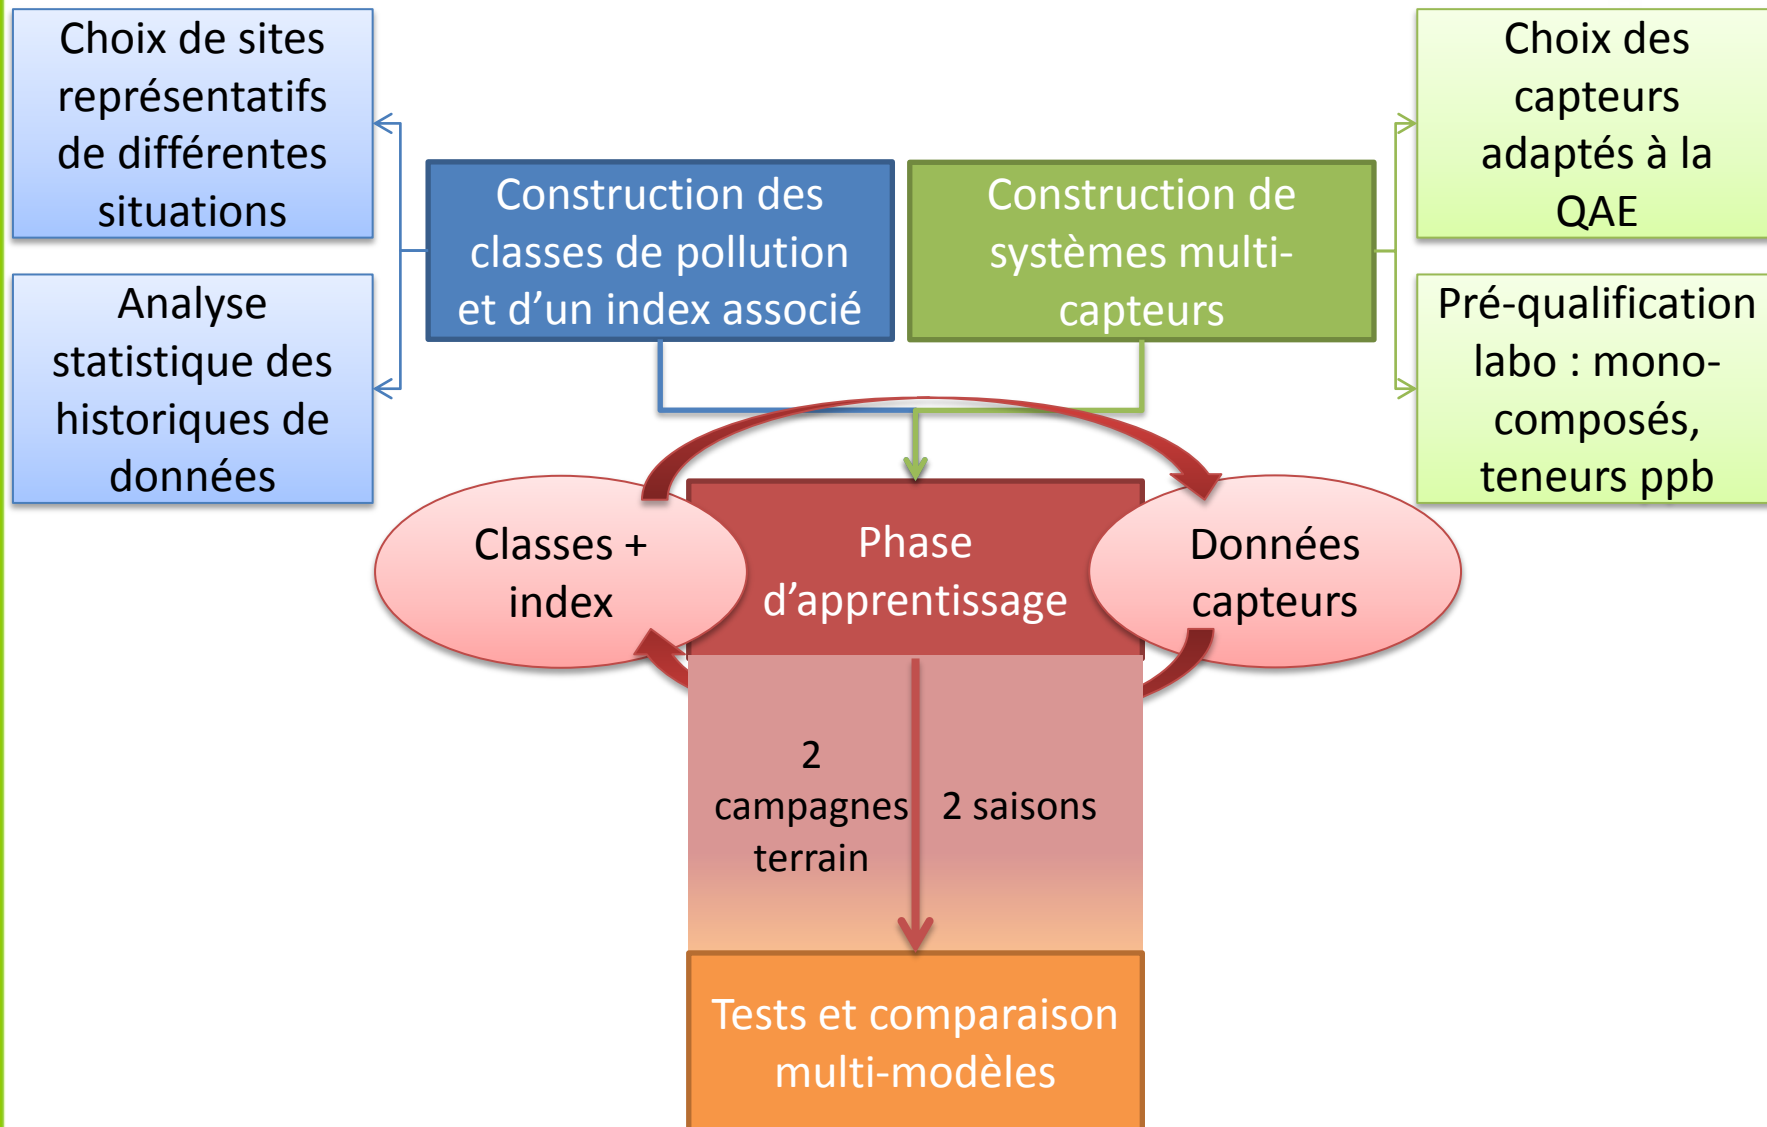 Choix de sites
représentatifs
de différentes
situations
Analyse
statistique des
historiques de
données
Construction des
classes de pollution
et d’un index associé
Construction de
systèmes multi-
capteurs
Choix des
capteurs
adaptés à la
QAE
Pré-qualification
labo : mono-
composés,
teneurs ppb
Classes +
index
Phase
d’apprentissage
Données
capteurs
2
campagnes
terrain
2 saisons
Tests et comparaison
multi-modèles